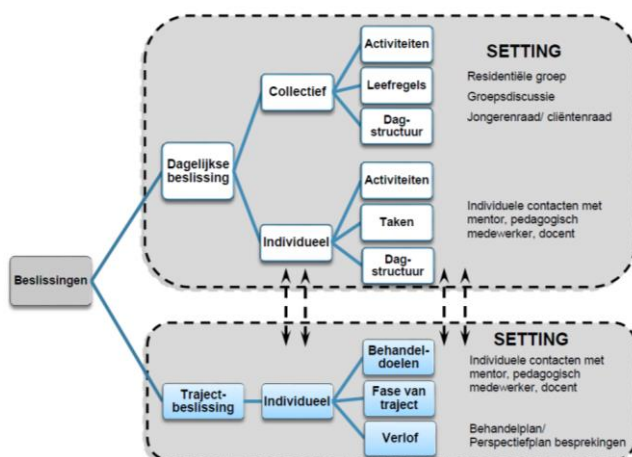 Beslissingen
Dagelijkse
beslissing
Collectief
Activiteiten
Leefregels
Dag-
structuur
Individueel
Activiteiten
Taken
Dag-
structuur
SETTING
Residentiële groep
Groepsdiscussie
Jongerenraad/ cliëntenraad
Individuele contacten met
mentor, pedagogisch
medewerker, docent
Traject-
beslissing
Individueel
Behandel-
doelen
Fase van
traject
Verlof
SETTING
Individuele contacten met
mentor, pedagogisch
medewerker, docent
Behandelplan/
Perspectiefplan besprekingen